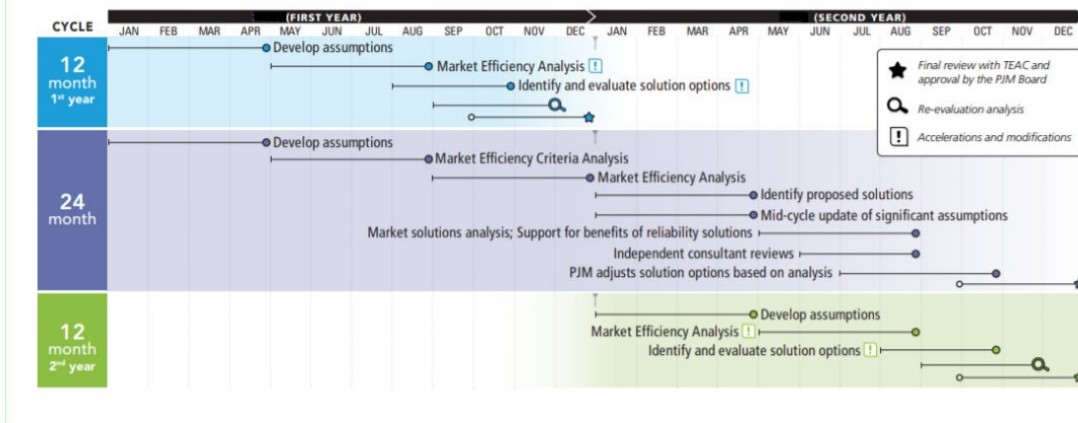 (FIRST YEAR) (SECOND YEAR)
CYCLE JAN FEB MAR APR MAY JUN JUL AUG SEP OCT NOV DEC JAN FEB MAR APR MAY JUN JUL AUG SEP OCT NOV DEC
12
month
1st year
Develop assumptions
Market Efficiency Analysis !
Identify and evaluate solution options !
Final review with TEAC and
approval by the PJM Board
Re-evaluation analysis
! Accelerations and modifications
24
month
Develop assumptions
Market Efficiency Criteria Analysis
Market Efficiency Analysis
Identify proposed solutions
Mid-cycle update of significant assumptions
Market solutions analysis; Support for benefits of reliability solutions
Independent consultant reviews
PJM adjusts solution options based on analysis
12
month
2nd year
Develop assumptions
Market Efficiency Analysis !
Identify and evaluate solution options !